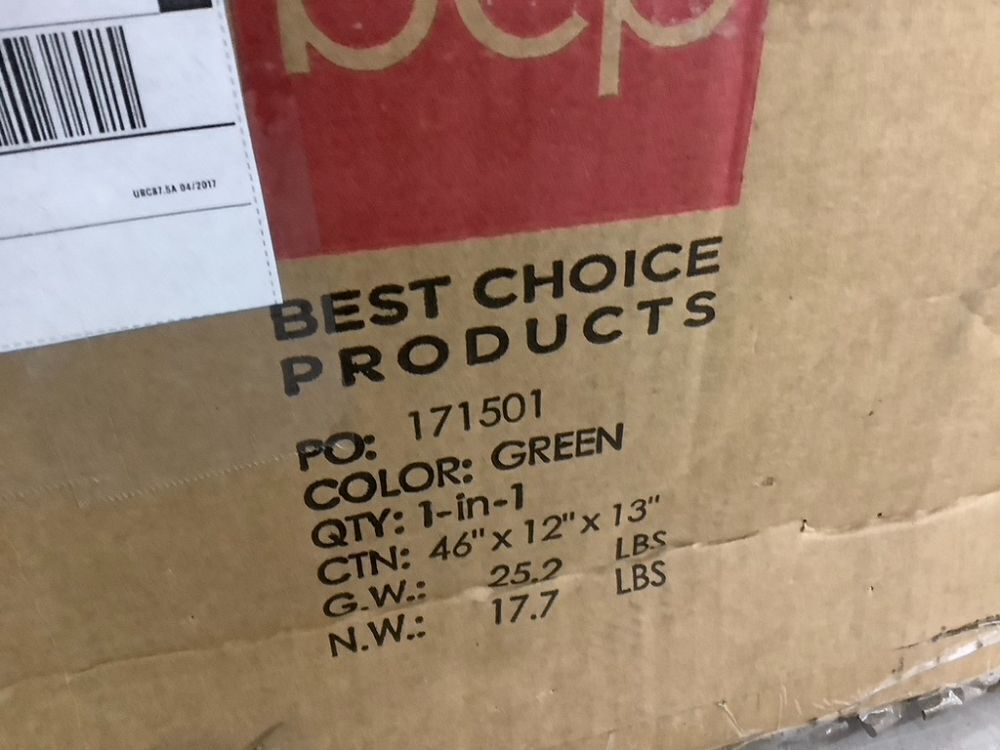 bcp
URC87.5A 04/2017
BEST CHOICE
PRODUCTS
PO: 171501
COLOR: GREEN
QTY: 1-in-1
CTN: 46" x 12" x 13"
G.W.: 25.2 LBS
N.W.: 17.7 LBS